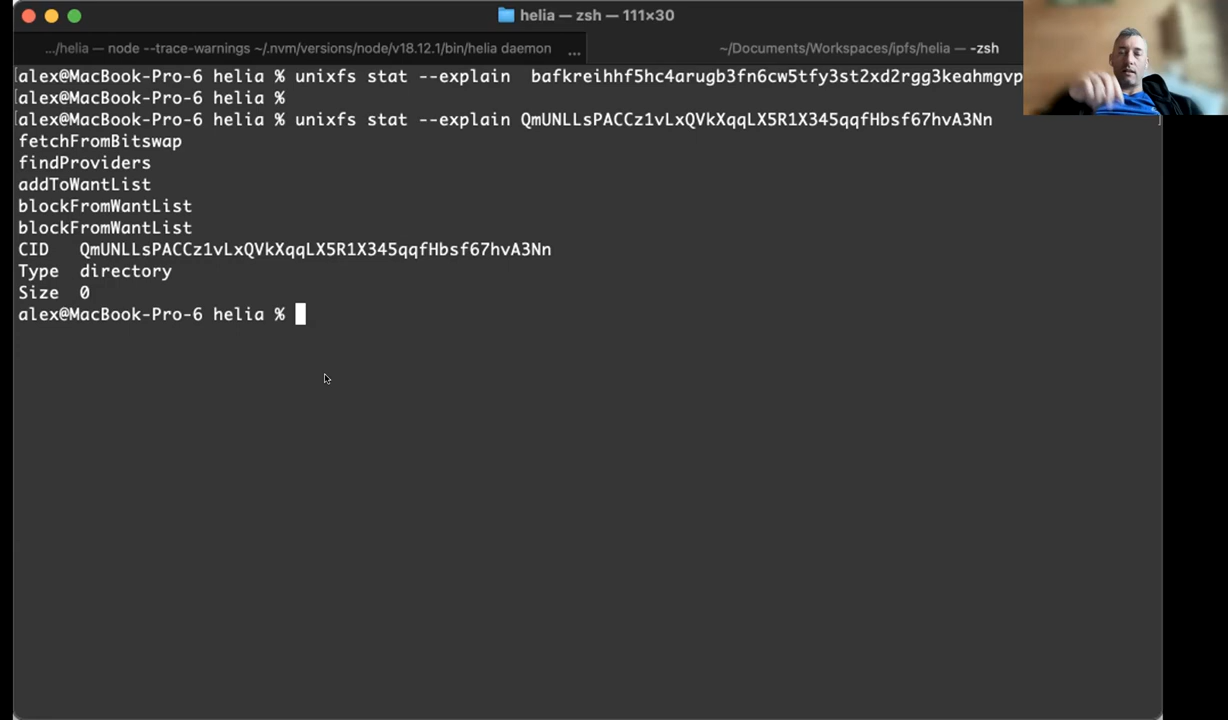 helia — zsh — 111×30
.../helia — node --trace-warnings ~/.nvm/versions/node/v18.12.1/bin/helia daemon ... ~/Documents/Workspaces/ipfs/helia — -zsh
[alex@MacBook-Pro-6 helia % unixfs stat --explain  bafkreihhf5hc4arugb3fn6cw5tfy3st2xd2rgg3keahmgvp
[alex@MacBook-Pro-6 helia %
[alex@MacBook-Pro-6 helia % unixfs stat --explain QmUNLLsPACCz1vLxQVkXqqLX5R1X345qqfHbsf67hvA3Nn ]
fetchFromBitswap
findProviders
addToWantList
blockFromWantList
blockFromWantList
CID   QmUNLLsPACCz1vLxQVkXqqLX5R1X345qqfHbsf67hvA3Nn
Type  directory
Size  0
alex@MacBook-Pro-6 helia %